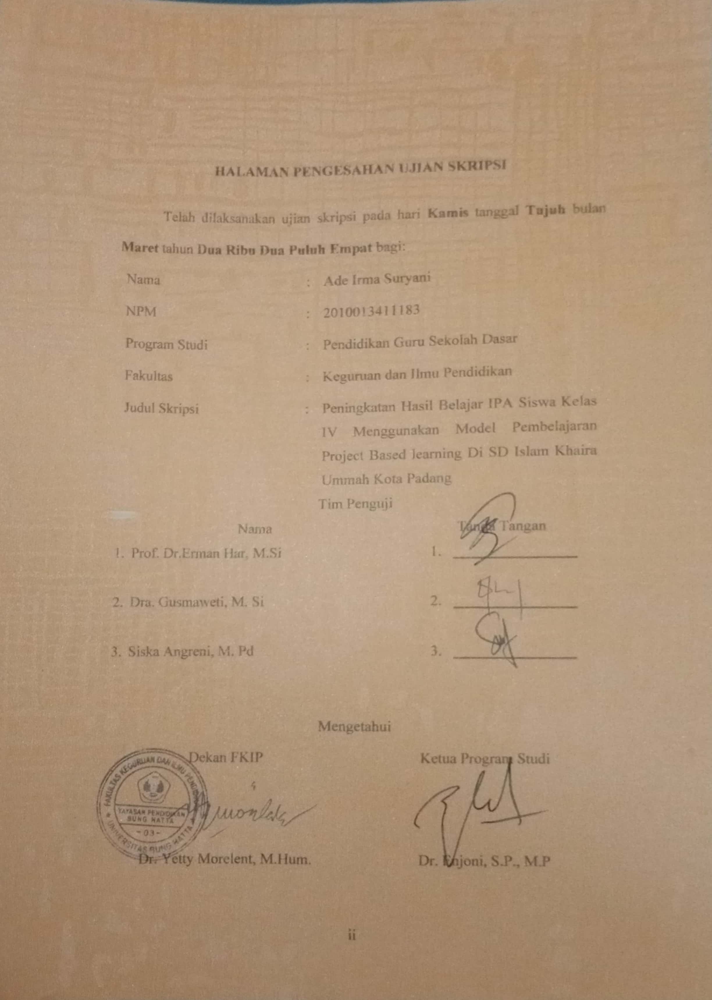 HALAMAN PENGESAHAN UJIAN SKRIPSI
Telah dilaksanakan ujian skripsi pada hari Kamis tanggal Tujuh bulan
Maret tahun Dua Ribu Dua Puluh Empat bagi:
Nama : Ade Irma Suryani
NPM : 2010013411183
Program Studi : Pendidikan Guru Sekolah Dasar
Fakultas : Keguruan dan Ilmu Pendidikan
Judul Skripsi : Peningkatan Hasil Belajar IPA Siswa Kelas
IV Menggunakan Model Pembelajaran
Project Based learning Di SD Islam Khaira
Ummah Kota Padang
Tim Penguji
Nama Tanda Tangan
1. Prof. Dr.Erman Har, M.Si 1.
2. Dra. Gusmaweti, M. Si 2.
3. Siska Angreni, M. Pd 3.
Mengetahui
Dekan FKIP Ketua Program Studi
FAKULTAS KEGURUAN DAN ILMU PENDIDIKAN
YAYASAN PENDIDIKAN
BUNG HATTA
-03-
UNIVERSITAS BUNG HATTA
Dr. Yetty Morelent, M.Hum. Dr. Enjoni, S.P., M.P
ii